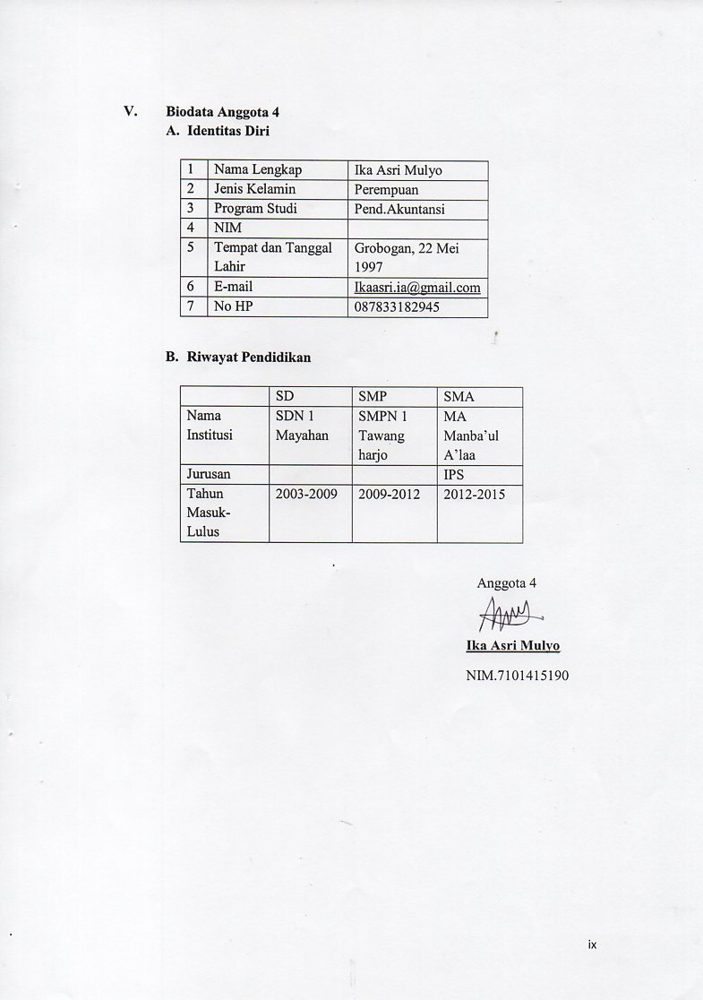 V. Biodata Anggota 4
A. Identitas Diri
1 Nama Lengkap Ika Asri Mulyo
2 Jenis Kelamin Perempuan
3 Program Studi Pend.Akuntansi
4 NIM
5 Tempat dan Tanggal Grobogan, 22 Mei
Lahir 1997
6 E-mail Ikaasri.ia@gmail.com
7 No HP 087833182945
B. Riwayat Pendidikan
SD SMP SMA
Nama SDN 1 SMPN 1 MA
Institusi Mayahan Tawang Manba'ul
harjo A'laa
Jurusan IPS
Tahun 2003-2009 2009-2012 2012-2015
Masuk-
Lulus
Anggota 4
Ika Asri Mulyo
NIM.7101415190
ix